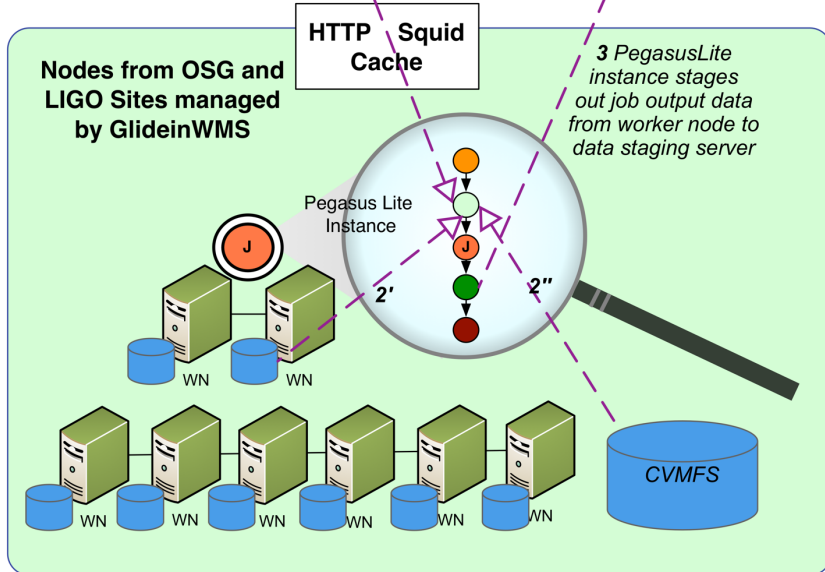 HTTP Squid
Cache
Nodes from OSG and
LIGO Sites managed
by GlideinWMS
3 PegasusLite
instance stages
out job output data
from worker node to
data staging server
Pegasus Lite
Instance
J
J
2'
2"
WN
WN
CVMFS
WN
WN
WN
WN
WN
WN